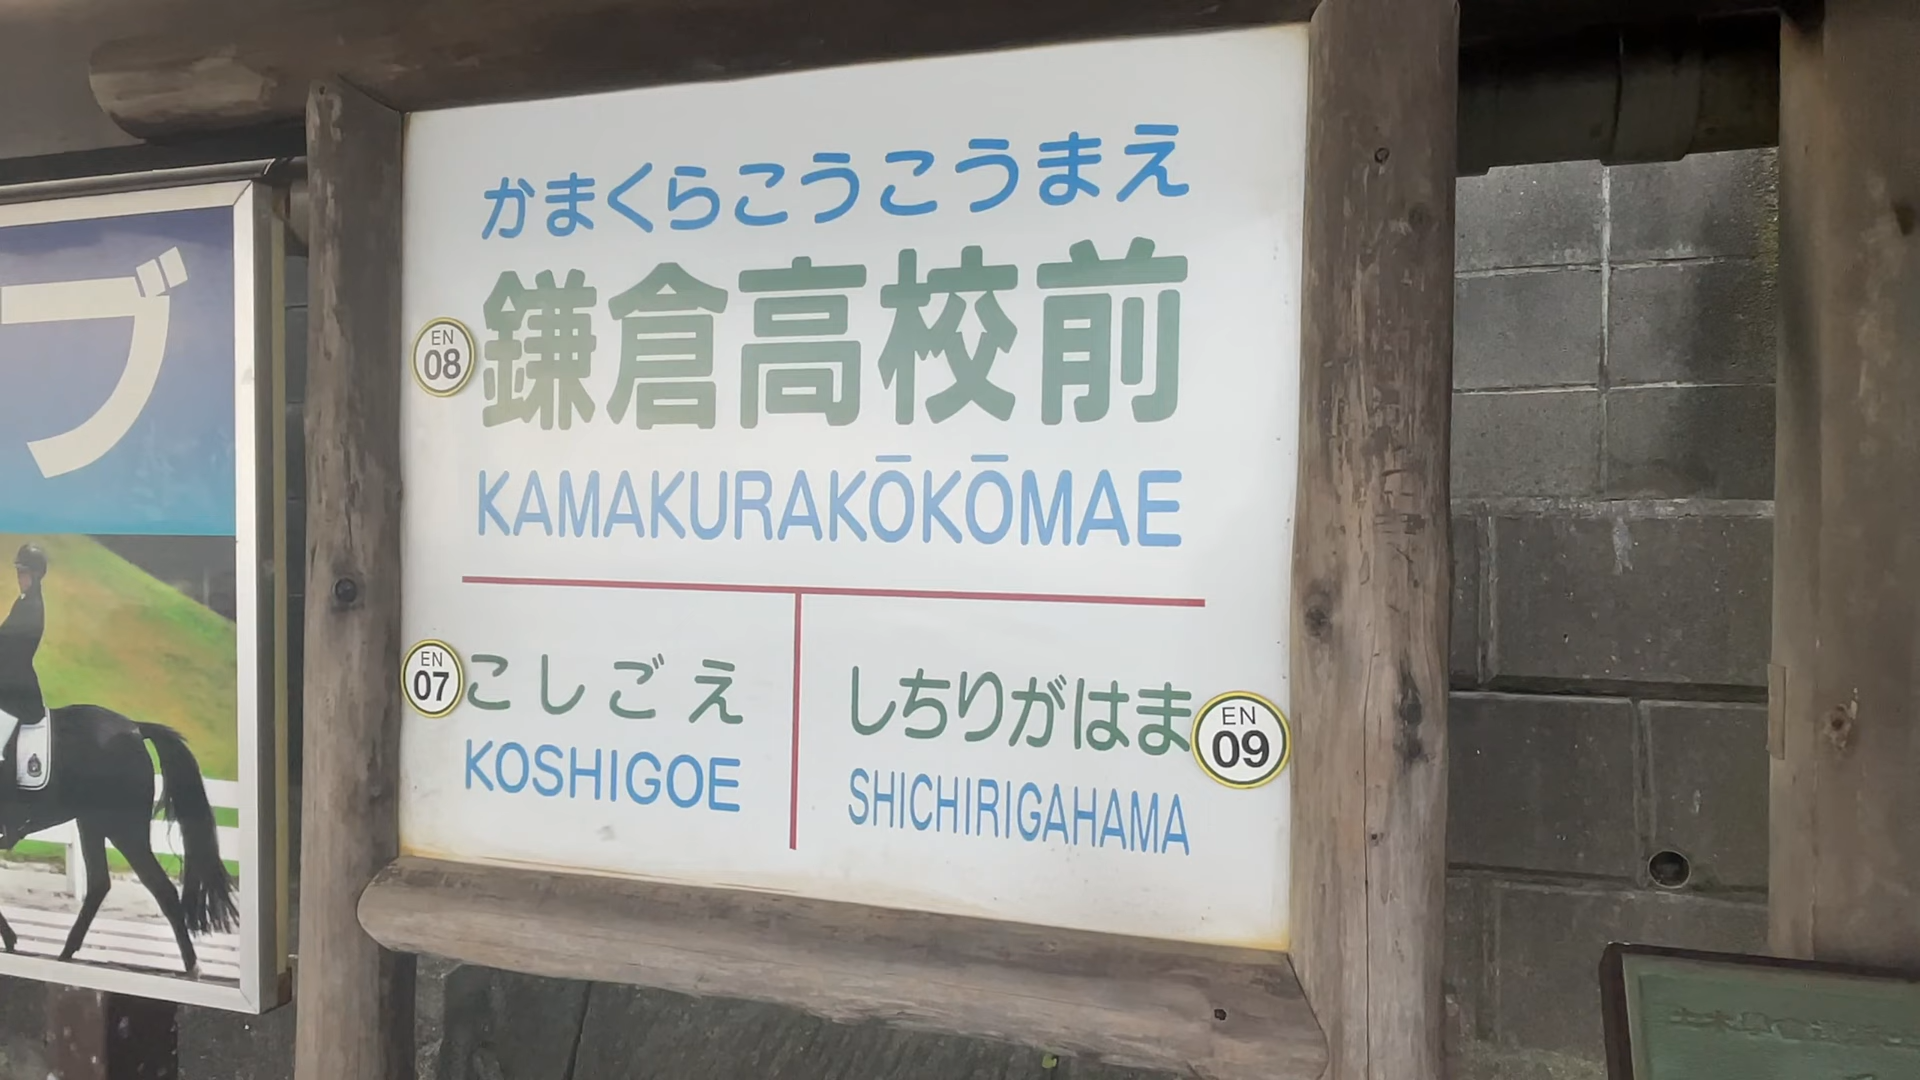 ブ
かまくらこうこうまえ
EN
08
鎌倉高校前
KAMAKURAKŌKŌMAE
EN
07
こしごえ
KOSHIGOE
しちりがはま
SHICHIRIGAHAMA
EN
09